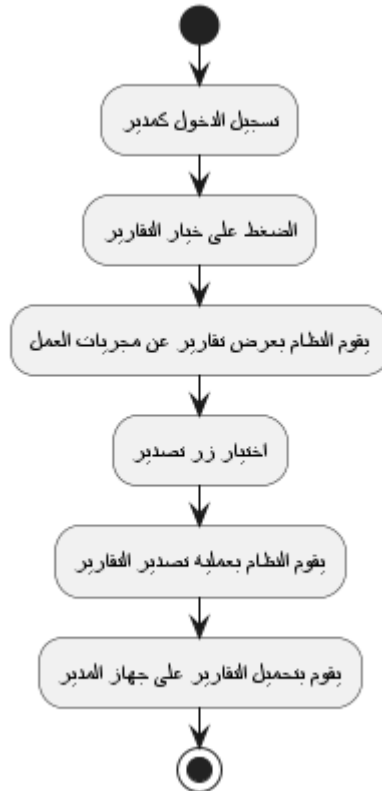 تسجيل الدخول كمدير
الضغط على خيار التقارير
يقوم النظام بعرض تقارير عن مجريات العمل
اختيار زر تصدير
يقوم النظام بعملية تصدير التقارير
يقوم بتحميل التقارير على جهاز المدير